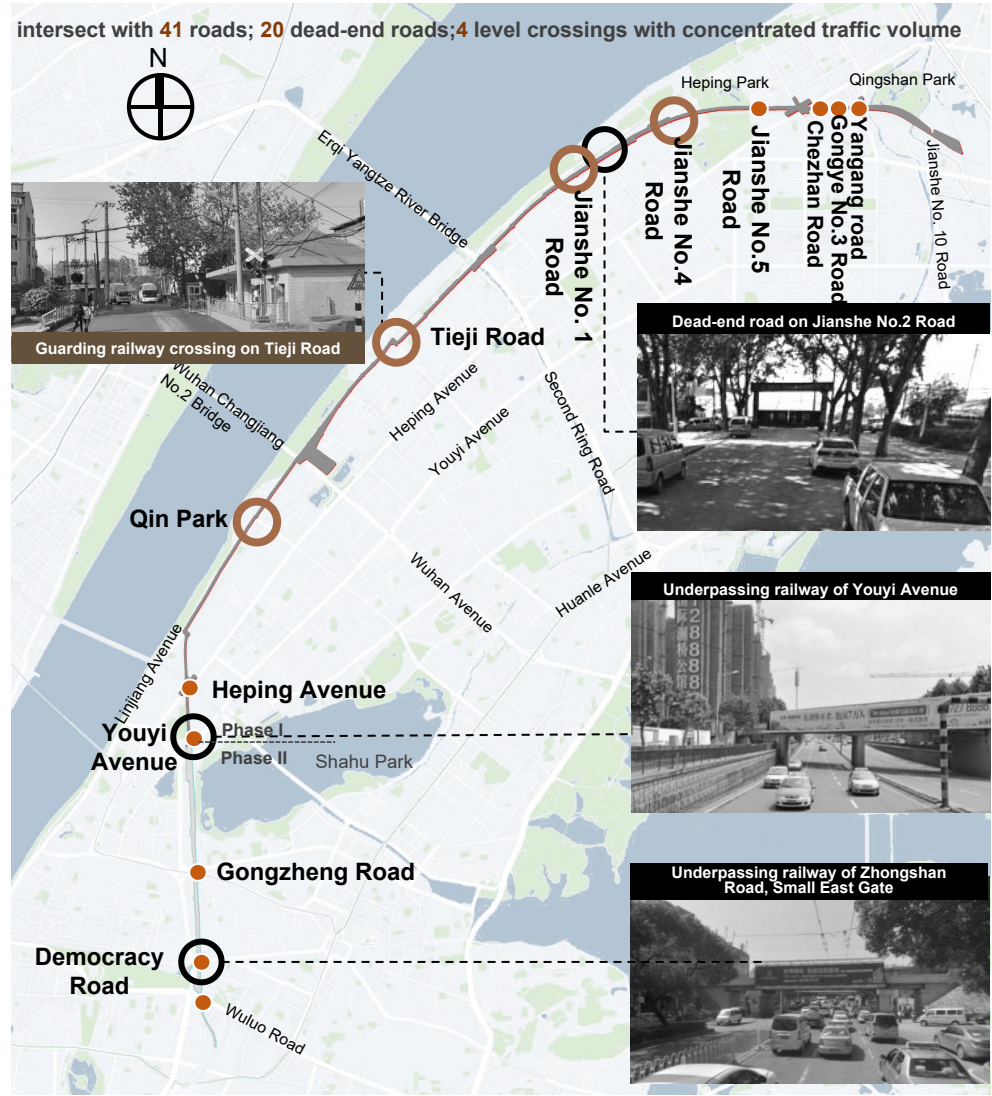 intersect with 41 roads; 20 dead-end roads;4 level crossings with concentrated traffic volume
N
Heping Park
Qingshan Park
Erqi Yangtze River Bridge
Jianshe No. 1
Road
Jianshe No.4
Road
Jianshe No.5
Road
Chezhan Road
Gongye No.3 Road
Yangang road
Jianshe No. 10 Road
Guarding railway crossing on Tieji Road
Tieji Road
Dead-end road on Jianshe No.2 Road
Wuhan Changjiang
No.2 Bridge
Heping Avenue
Youyi Avenue
Second Ring Road
Qin Park
Wuhan Avenue
Huanle Avenue
Underpassing railway of Youyi Avenue
28888
Linjiang Avenue
Heping Avenue
Youyi
Avenue
Phase I
Phase II
Shahu Park
Gongzheng Road
Underpassing railway of Zhongshan
Road, Small East Gate
Democracy
Road
Wuluo Road